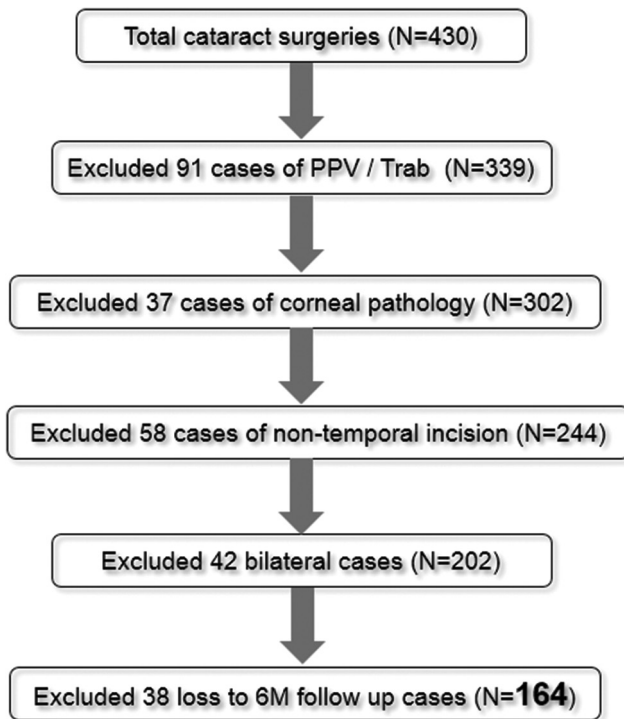 Total cataract surgeries (N=430)
Excluded 91 cases of PPV / Trab (N=339)
Excluded 37 cases of corneal pathology (N=302)
Excluded 58 cases of non-temporal incision (N=244)
Excluded 42 bilateral cases (N=202)
Excluded 38 loss to 6M follow up cases (N=164)